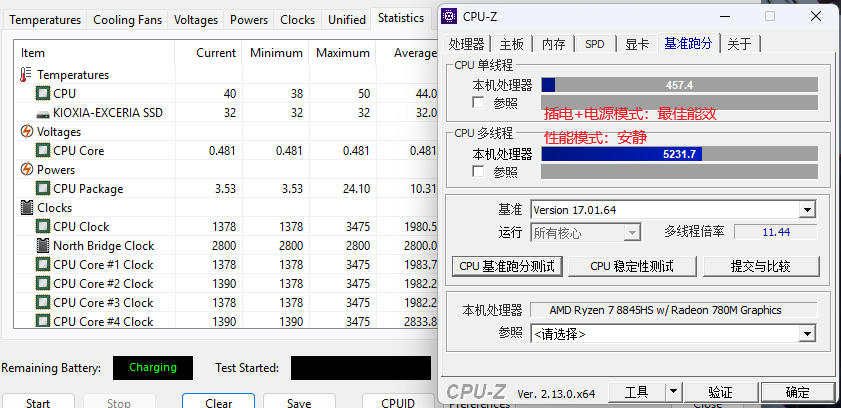 Temperatures Cooling Fans Voltages Powers Clocks Unified Statistics
Item Current Minimum Maximum Average
Temperatures
CPU 40 38 50 44.0
KIOXIA-EXCERIA SSD 32 32 32 32.0
Voltages
CPU Core 0.481 0.481 0.481 0.481
Powers
CPU Package 3.53 3.53 24.10 10.31
Clocks
CPU Clock 1378 1378 3475 1980.5
North Bridge Clock 2800 2800 2800 2800.0
CPU Core #1 Clock 1378 1378 3475 1983.7
CPU Core #2 Clock 1390 1378 3475 1982.2
CPU Core #3 Clock 1378 1378 3475 1982.2
CPU Core #4 Clock 1390 1390 3475 2833.8
Remaining Battery: Charging Test Started:
Start Stop Clear Save CPUID Preferences Close
CPU-Z
处理器 主板 内存 SPD 显卡 基准跑分 关于
CPU 单线程
本机处理器 457.4
参照
插电+电源模式：最佳能效
性能模式：安静
CPU 多线程
本机处理器 5231.7
参照
基准 Version 17.01.64
运行 所有核心 多线程倍率 11.44
CPU 基准跑分测试 CPU 稳定性测试 提交与比较
本机处理器 AMD Ryzen 7 8845HS w/ Radeon 780M Graphics
参照 <请选择>
CPU-Z Ver. 2.13.0.x64 工具 验证 确定